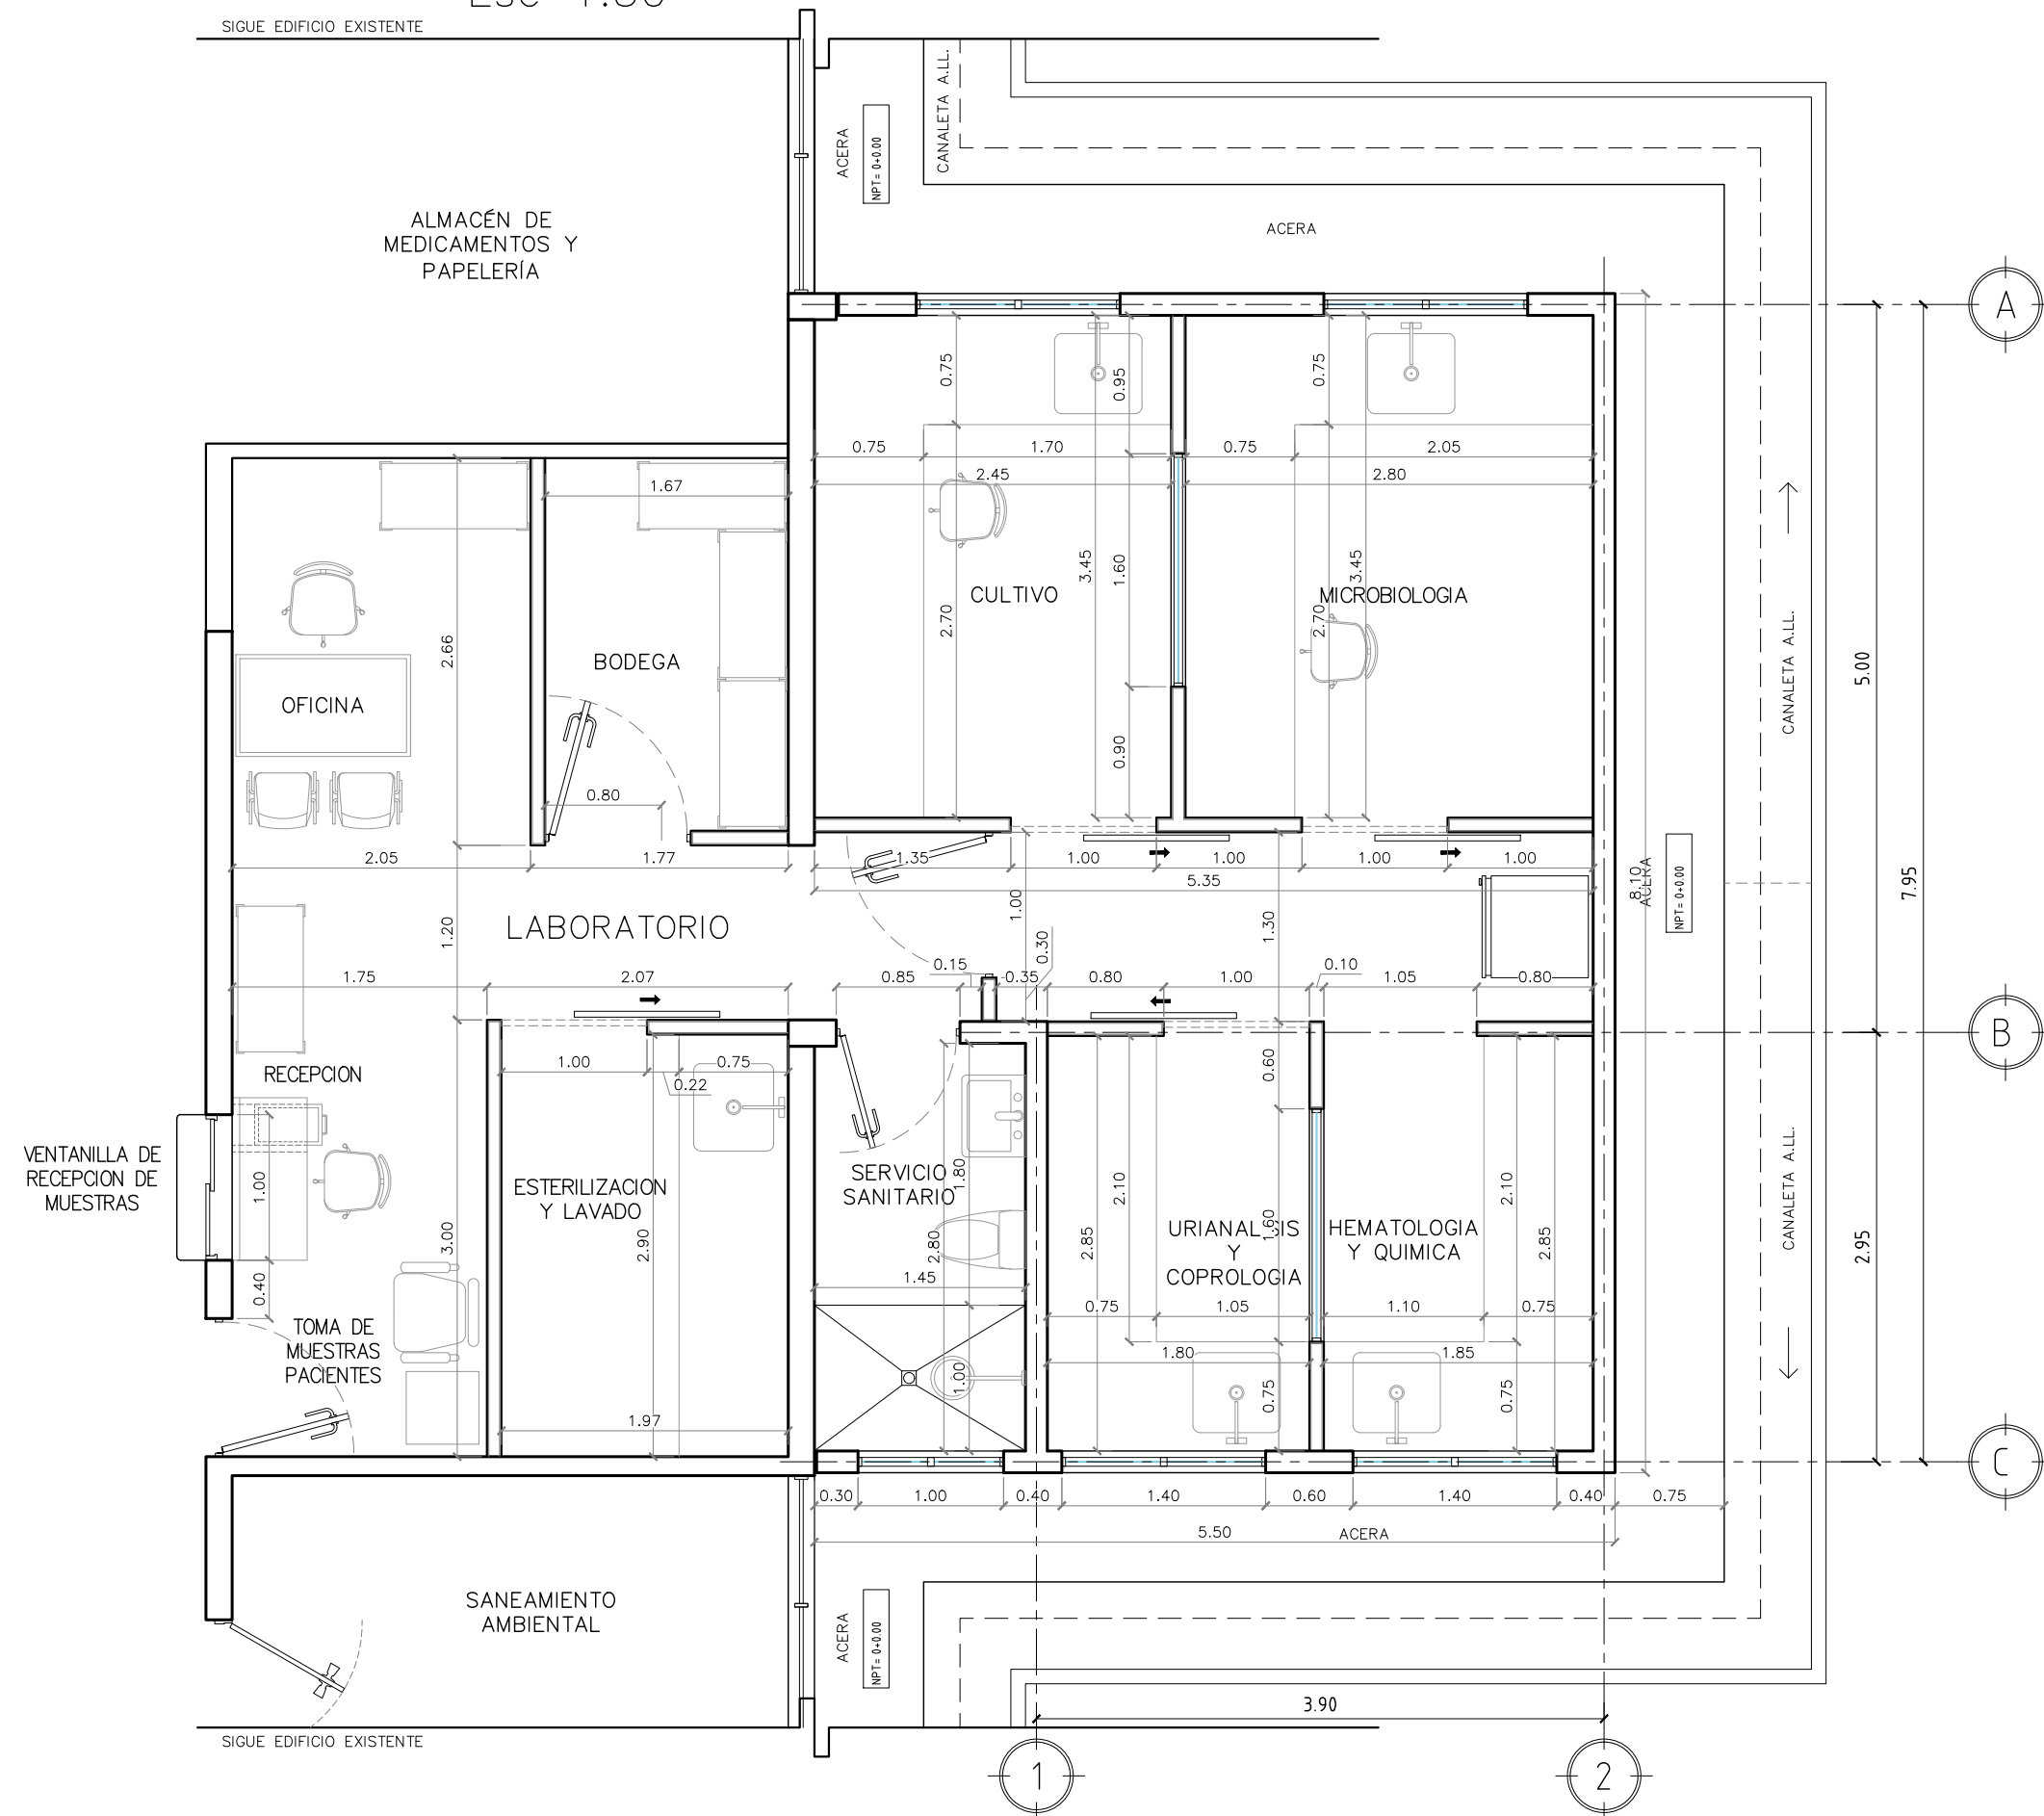 SIGUE EDIFICIO EXISTENTE
CANALETA A.LL.
ACERA
NPT= 0+0.00
ALMACÉN DE
MEDICAMENTOS Y
PAPELERÍA
ACERA
A
0.75
0.95
0.75
0.75
1.70
0.75
2.05
2.45
2.80
1.67
3.45
1.60
3.45
CULTIVO
MICROBIOLOGIA
2.70
2.70
CANALETA A.LL.
5.00
2.66
BODEGA
OFICINA
0.90
0.80
2.05
1.77
1.35
1.00
1.00
1.00
1.00
5.35
8.10
ACERA
NPT= 0+0.00
7.95
LABORATORIO
1.20
1.00
0.30
1.30
1.75
2.07
0.85
0.15
0.35
0.80
1.00
0.10
1.05
0.80
B
RECEPCION
1.00
0.22
0.75
0.60
VENTANILLA DE
RECEPCION DE
MUESTRAS
1.00
ESTERILIZACION
Y LAVADO
SERVICIO
SANITARIO
1.80
2.10
2.10
CANALETA A.LL.
3.00
2.90
2.80
2.85
URIANALISIS
Y
COPROLOGIA
1.60
HEMATOLOGIA
Y QUIMICA
2.85
2.95
0.40
1.45
0.75
1.05
1.10
0.75
TOMA DE
MUESTRAS
PACIENTES
1.00
1.80
1.85
0.75
0.75
1.97
C
0.30
1.00
0.40
1.40
0.60
1.40
0.40
0.75
5.50
ACERA
SANEAMIENTO
AMBIENTAL
ACERA
NPT= 0+0.00
3.90
SIGUE EDIFICIO EXISTENTE
1
2